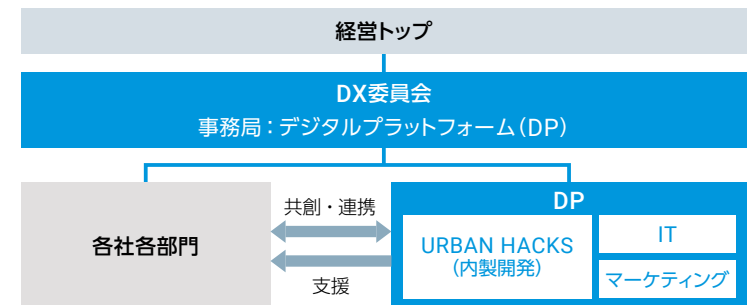 経営トップ
DX委員会
事務局：デジタルプラットフォーム（DP）
各社各部門
共創・連携
支援
DP
URBAN HACKS
（内製開発）
IT
マーケティング